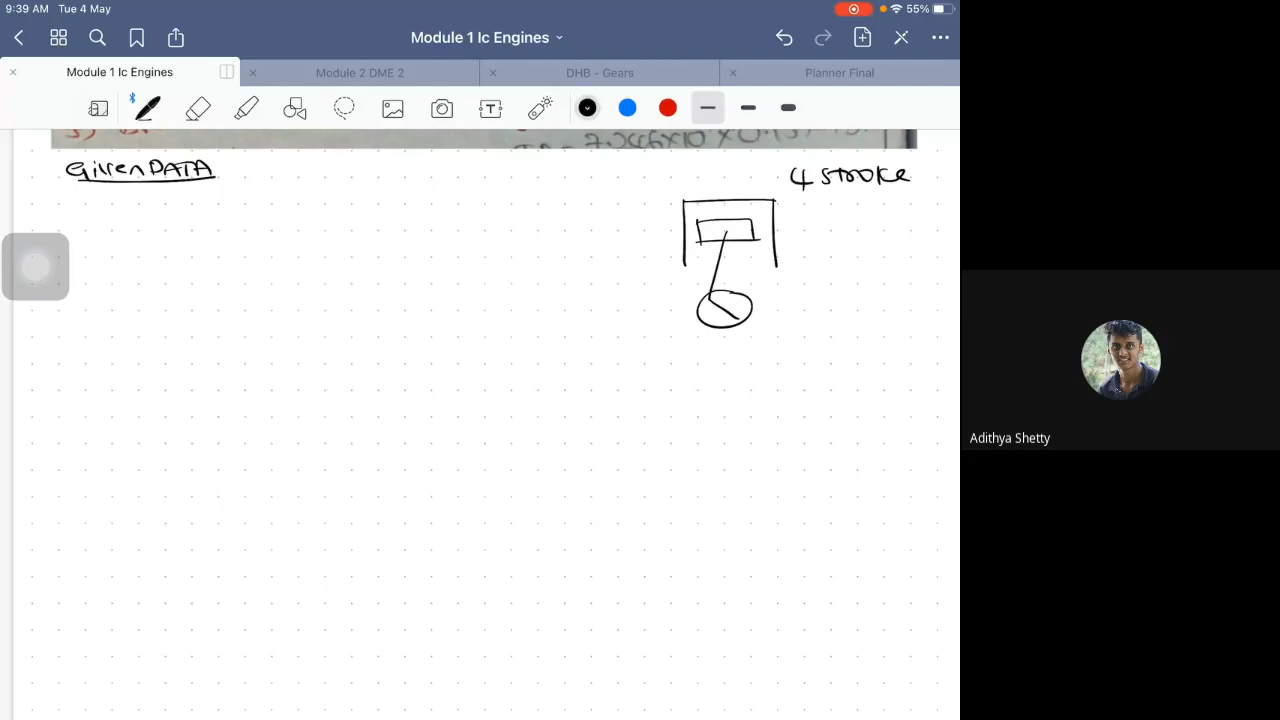 9:39 AM Tue 4 May
55%
Module 1 Ic Engines
Module 1 Ic Engines
Module 2 DME 2
DHB - Gears
Planner Final
Given DATA
4 stroke
Adithya Shetty